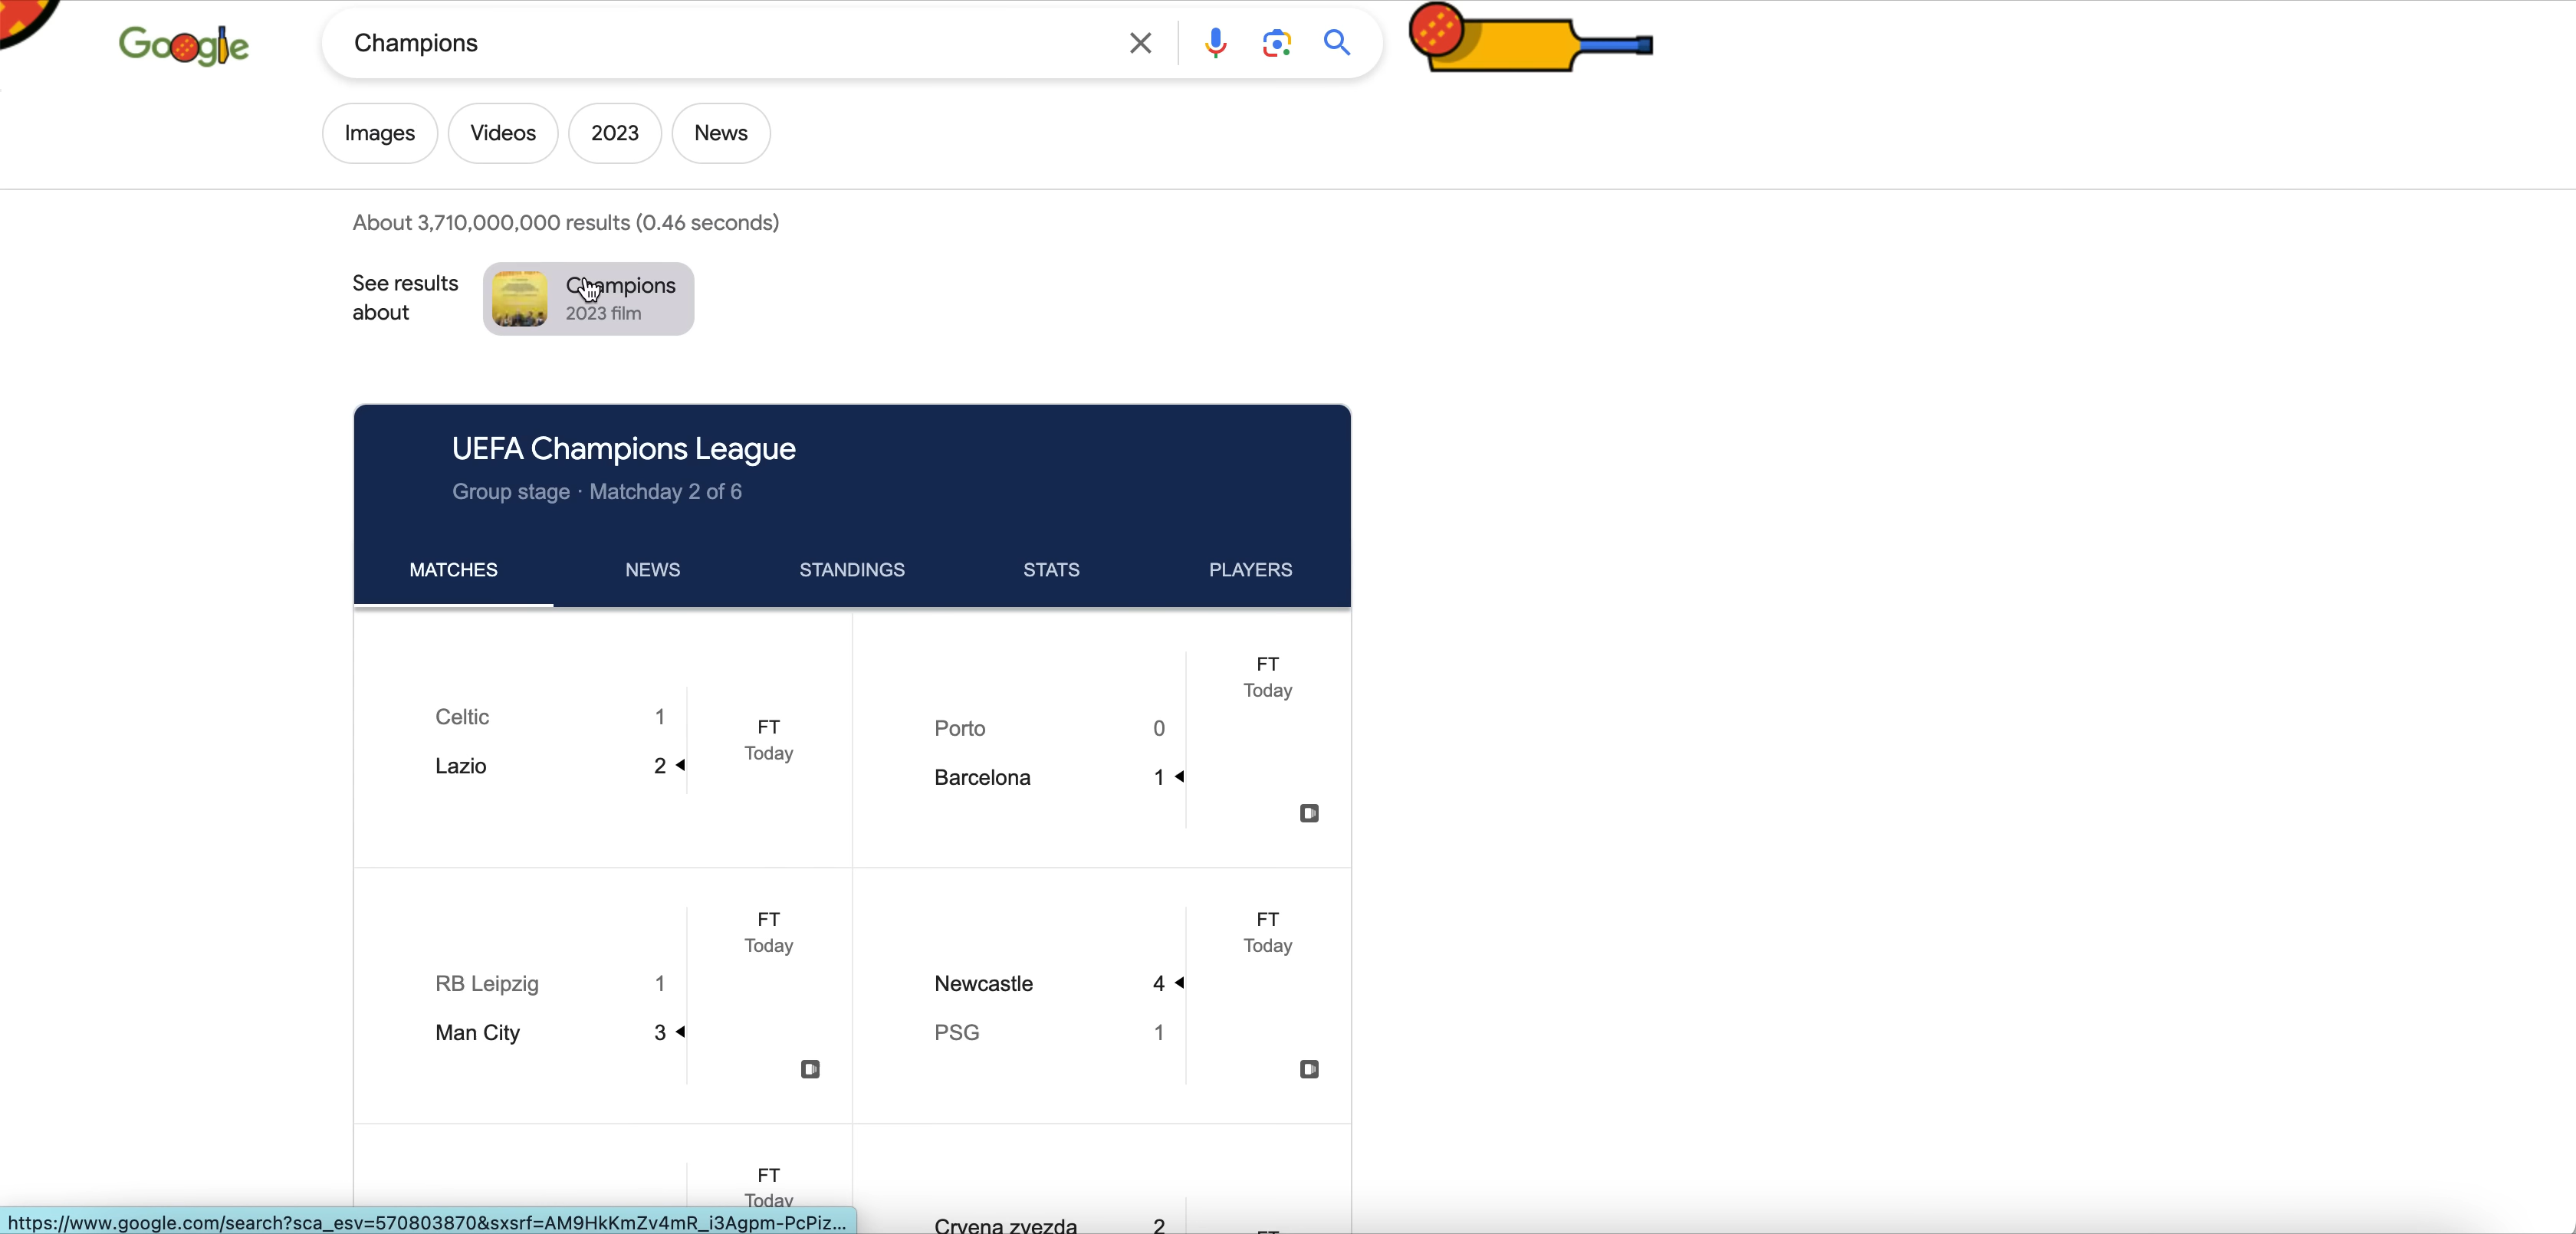 Google
Champions
Images
Videos
2023
News
About 3,710,000,000 results (0.46 seconds)
See results
about
Champions
2023 film
UEFA Champions League
Group stage · Matchday 2 of 6
MATCHES
NEWS
STANDINGS
STATS
PLAYERS
Celtic 1
Lazio 2
FT
Today
Porto 0
Barcelona 1
FT
Today
RB Leipzig 1
Man City 3
FT
Today
Newcastle 4
PSG 1
FT
Today
FT
Today
Crvena zvezda 2
FT
https://www.google.com/search?sca_esv=570803870&sxsrf=AM9HkKmZv4mR_i3Agpm-PcPiz...